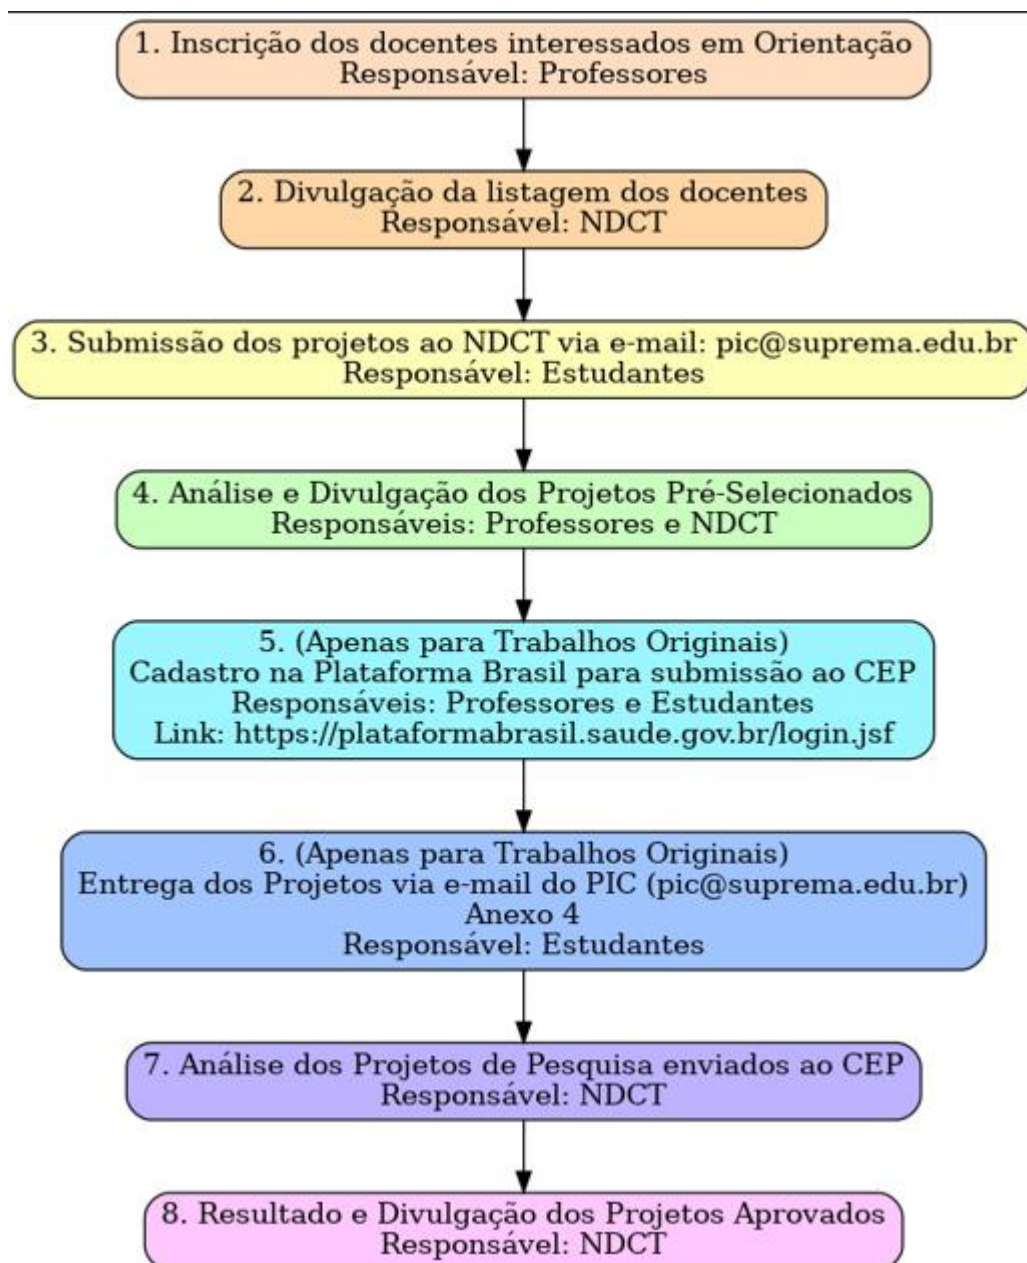 1. Inscrição dos docentes interessados em Orientação
Responsável: Professores
2. Divulgação da listagem dos docentes
Responsável: NDCT
3. Submissão dos projetos ao NDCT via e-mail: pic@suprema.edu.br
Responsável: Estudantes
4. Análise e Divulgação dos Projetos Pré-Selecionados
Responsáveis: Professores e NDCT
5. (Apenas para Trabalhos Originais)
Cadastro na Plataforma Brasil para submissão ao CEP
Responsáveis: Professores e Estudantes
Link: https://plataformabrasil.saude.gov.br/login.jsf
6. (Apenas para Trabalhos Originais)
Entrega dos Projetos via e-mail do PIC (pic@suprema.edu.br)
Anexo 4
Responsável: Estudantes
7. Análise dos Projetos de Pesquisa enviados ao CEP
Responsável: NDCT
8. Resultado e Divulgação dos Projetos Aprovados
Responsável: NDCT